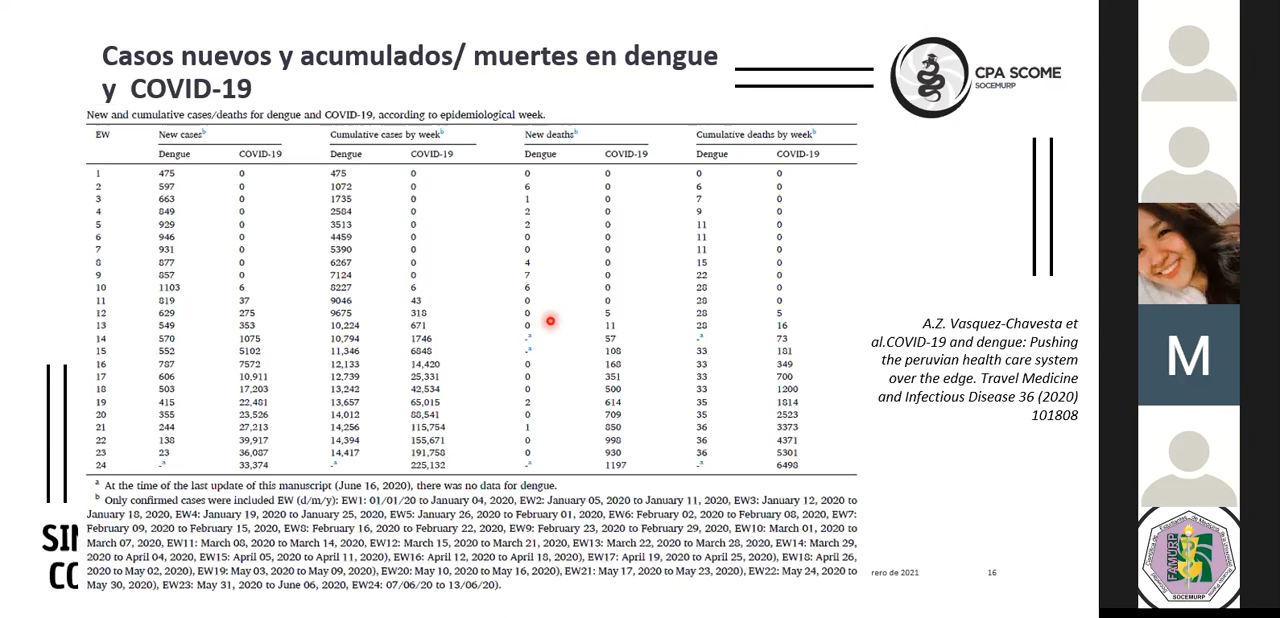 Casos nuevos y acumulados/ muertes en dengue
y COVID-19
CPA SCOME
SOCEMURP
New and cumulative cases/deaths for dengue and COVID-19, according to epidemiological week.
EW New casesb Cumulative cases by weekb New deathsb Cumulative deaths by weekb
Dengue COVID-19 Dengue COVID-19 Dengue COVID-19 Dengue COVID-19
1 475 0 475 0 0 0 0 0
2 597 0 1072 0 6 0 6 0
3 663 0 1735 0 1 0 7 0
4 849 0 2584 0 2 0 9 0
5 929 0 3513 0 2 0 11 0
6 946 0 4459 0 0 0 11 0
7 931 0 5390 0 0 0 11 0
8 877 0 6267 0 4 0 15 0
9 857 0 7124 0 7 0 22 0
10 1103 6 8227 6 6 0 28 0
11 819 37 9046 43 0 0 28 0
12 629 275 9675 318 0 5 28 5
13 549 353 10,224 671 0 11 28 16
14 570 1075 10,794 1746 -a 57 -a 73
15 552 5102 11,346 6848 -a 108 33 181
16 787 7572 12,133 14,420 0 168 33 349
17 606 10,911 12,739 25,331 0 351 33 700
18 503 17,203 13,242 42,534 0 500 33 1200
19 415 22,481 13,657 65,015 2 614 35 1814
20 355 23,526 14,012 88,541 0 709 35 2523
21 244 27,213 14,256 115,754 1 850 36 3373
22 138 39,917 14,394 155,671 0 998 36 4371
23 23 36,087 14,417 191,758 0 930 36 5301
24 -a 33,374 -a 225,132 -a 1197 -a 6498
a At the time of the last update of this manuscript (June 16, 2020), there was no data for dengue.
b Only confirmed cases were included EW (d/m/y): EW1: 01/01/20 to January 04, 2020, EW2: January 05, 2020 to January 11, 2020, EW3: January 12, 2020 to
January 18, 2020, EW4: January 19, 2020 to January 25, 2020, EW5: January 26, 2020 to February 01, 2020, EW6: February 02, 2020 to February 08, 2020, EW7:
February 09, 2020 to February 15, 2020, EW8: February 16, 2020 to February 22, 2020, EW9: February 23, 2020 to February 29, 2020, EW10: March 01, 2020 to
March 07, 2020, EW11: March 08, 2020 to March 14, 2020, EW12: March 15, 2020 to March 21, 2020, EW13: March 22, 2020 to March 28, 2020, EW14: March 29,
2020 to April 04, 2020, EW15: April 05, 2020 to April 11, 2020), EW16: April 12, 2020 to April 18, 2020), EW17: April 19, 2020 to April 25, 2020), EW18: April 26,
2020 to May 02, 2020), EW19: May 03, 2020 to May 09, 2020), EW20: May 10, 2020 to May 16, 2020), EW21: May 17, 2020 to May 23, 2020), EW22: May 24, 2020 to
May 30, 2020), EW23: May 31, 2020 to June 06, 2020, EW24: 07/06/20 to 13/06/20).
A.Z. Vasquez-Chavesta et
al.COVID-19 and dengue: Pushing
the peruvian health care system
over the edge. Travel Medicine
and Infectious Disease 36 (2020)
101808
SIN
CO
rero de 2021
16
M
FAMURP
SOCEMURP